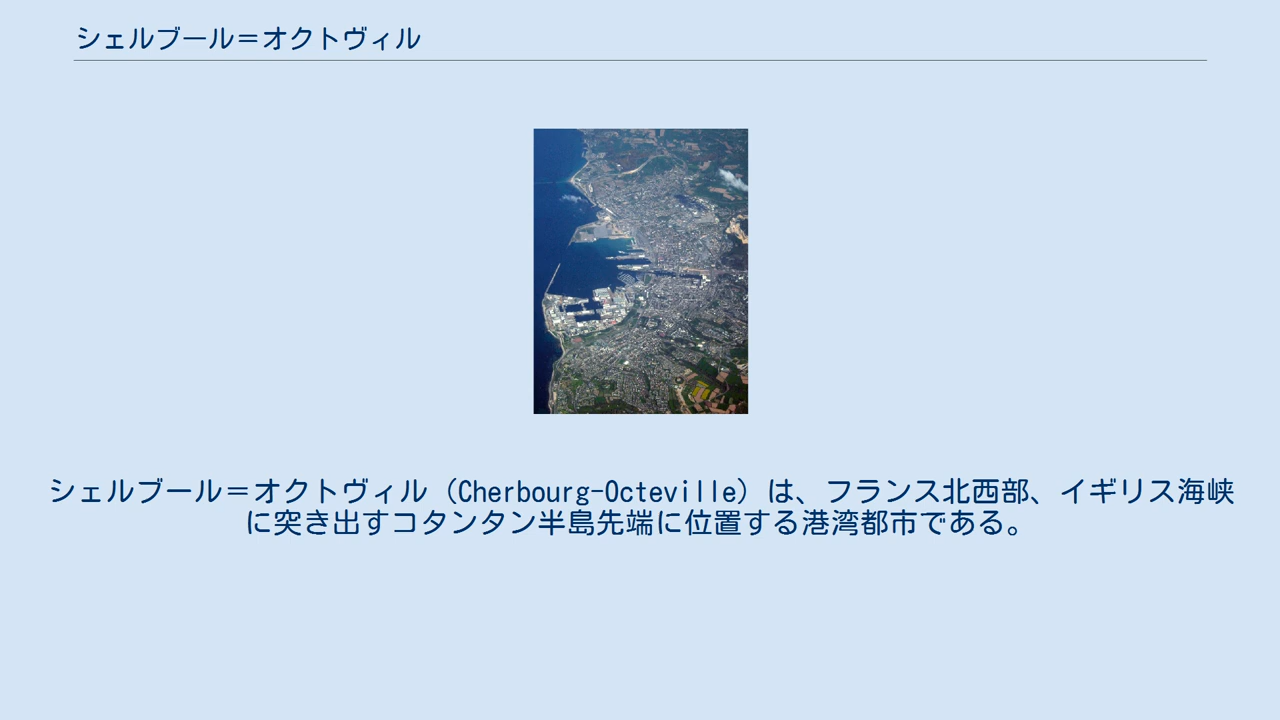 シェルブール＝オクトヴィル
シェルブール＝オクトヴィル（Cherbourg-Octeville）は、フランス北西部、イギリス海峡
に突き出すコタンタン半島先端に位置する港湾都市である。